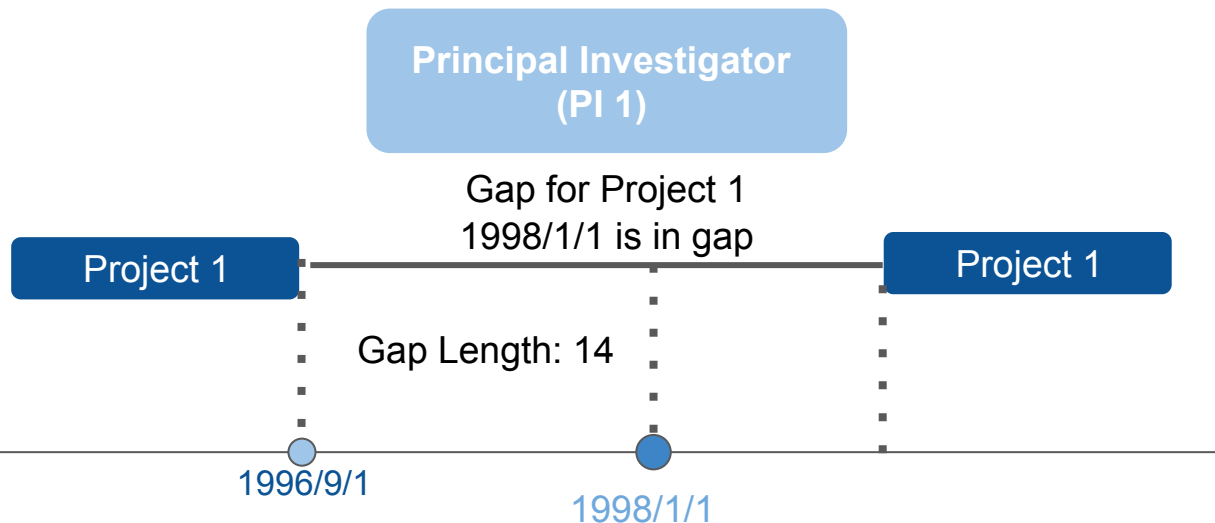 Principal Investigator
(PI 1)
Gap for Project 1
1998/1/1 is in gap
Project 1
Project 1
Gap Length: 14
1996/9/1
1998/1/1